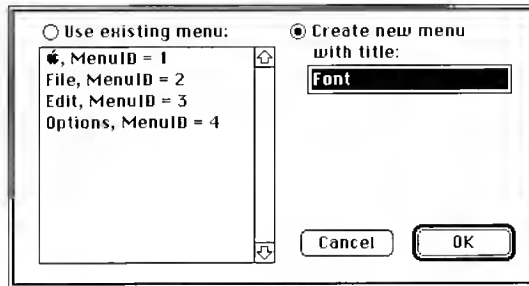 Use existing menu:
, MenuID = 1
File, MenuID = 2
Edit, MenuID = 3
Options, MenuID = 4
Create new menu
with title:
Font
Cancel
OK